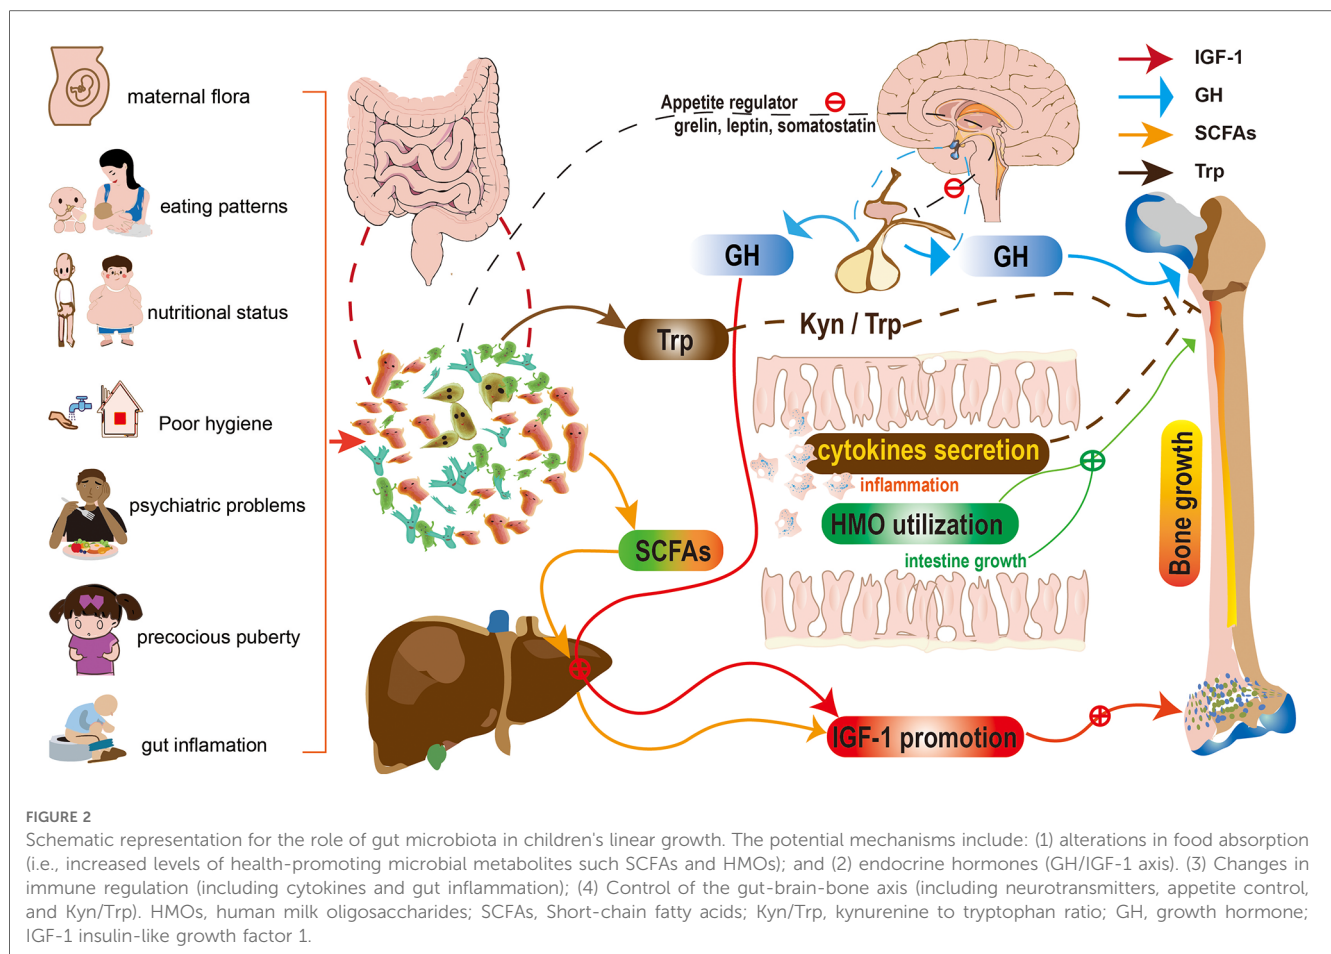 maternal flora
eating patterns
nutritional status
Poor hygiene
psychiatric problems
precocious puberty
gut inflamation
Appetite regulator
grelin, leptin, somatostatin
IGF-1
GH
SCFAs
Trp
GH
GH
Trp
Kyn / Trp
cytokines secretion
inflammation
HMO utilization
intestine growth
SCFAs
Bone growth
IGF-1 promotion
FIGURE 2
Schematic representation for the role of gut microbiota in children's linear growth. The potential mechanisms include: (1) alterations in food absorption
(i.e., increased levels of health-promoting microbial metabolites such SCFAs and HMOs); and (2) endocrine hormones (GH/IGF-1 axis). (3) Changes in
immune regulation (including cytokines and gut inflammation); (4) Control of the gut-brain-bone axis (including neurotransmitters, appetite control,
and Kyn/Trp). HMOs, human milk oligosaccharides; SCFAs, Short-chain fatty acids; Kyn/Trp, kynurenine to tryptophan ratio; GH, growth hormone;
IGF-1 insulin-like growth factor 1.